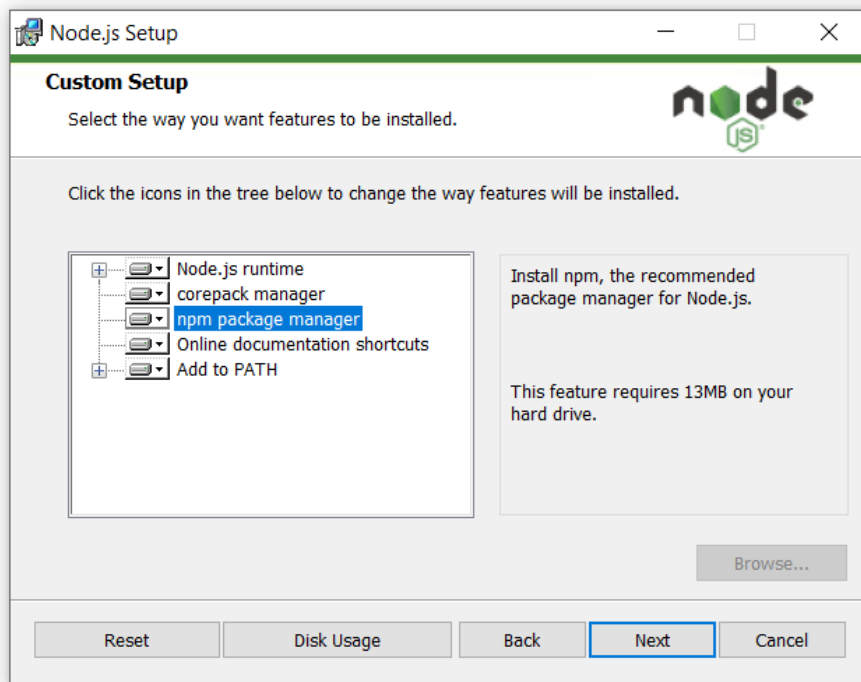 Node.js Setup
Custom Setup
Select the way you want features to be installed.
node
JS
Click the icons in the tree below to change the way features will be installed.
Node.js runtime
corepack manager
npm package manager
Online documentation shortcuts
Add to PATH
Install npm, the recommended
package manager for Node.js.
This feature requires 13MB on your
hard drive.
Browse...
Reset
Disk Usage
Back
Next
Cancel